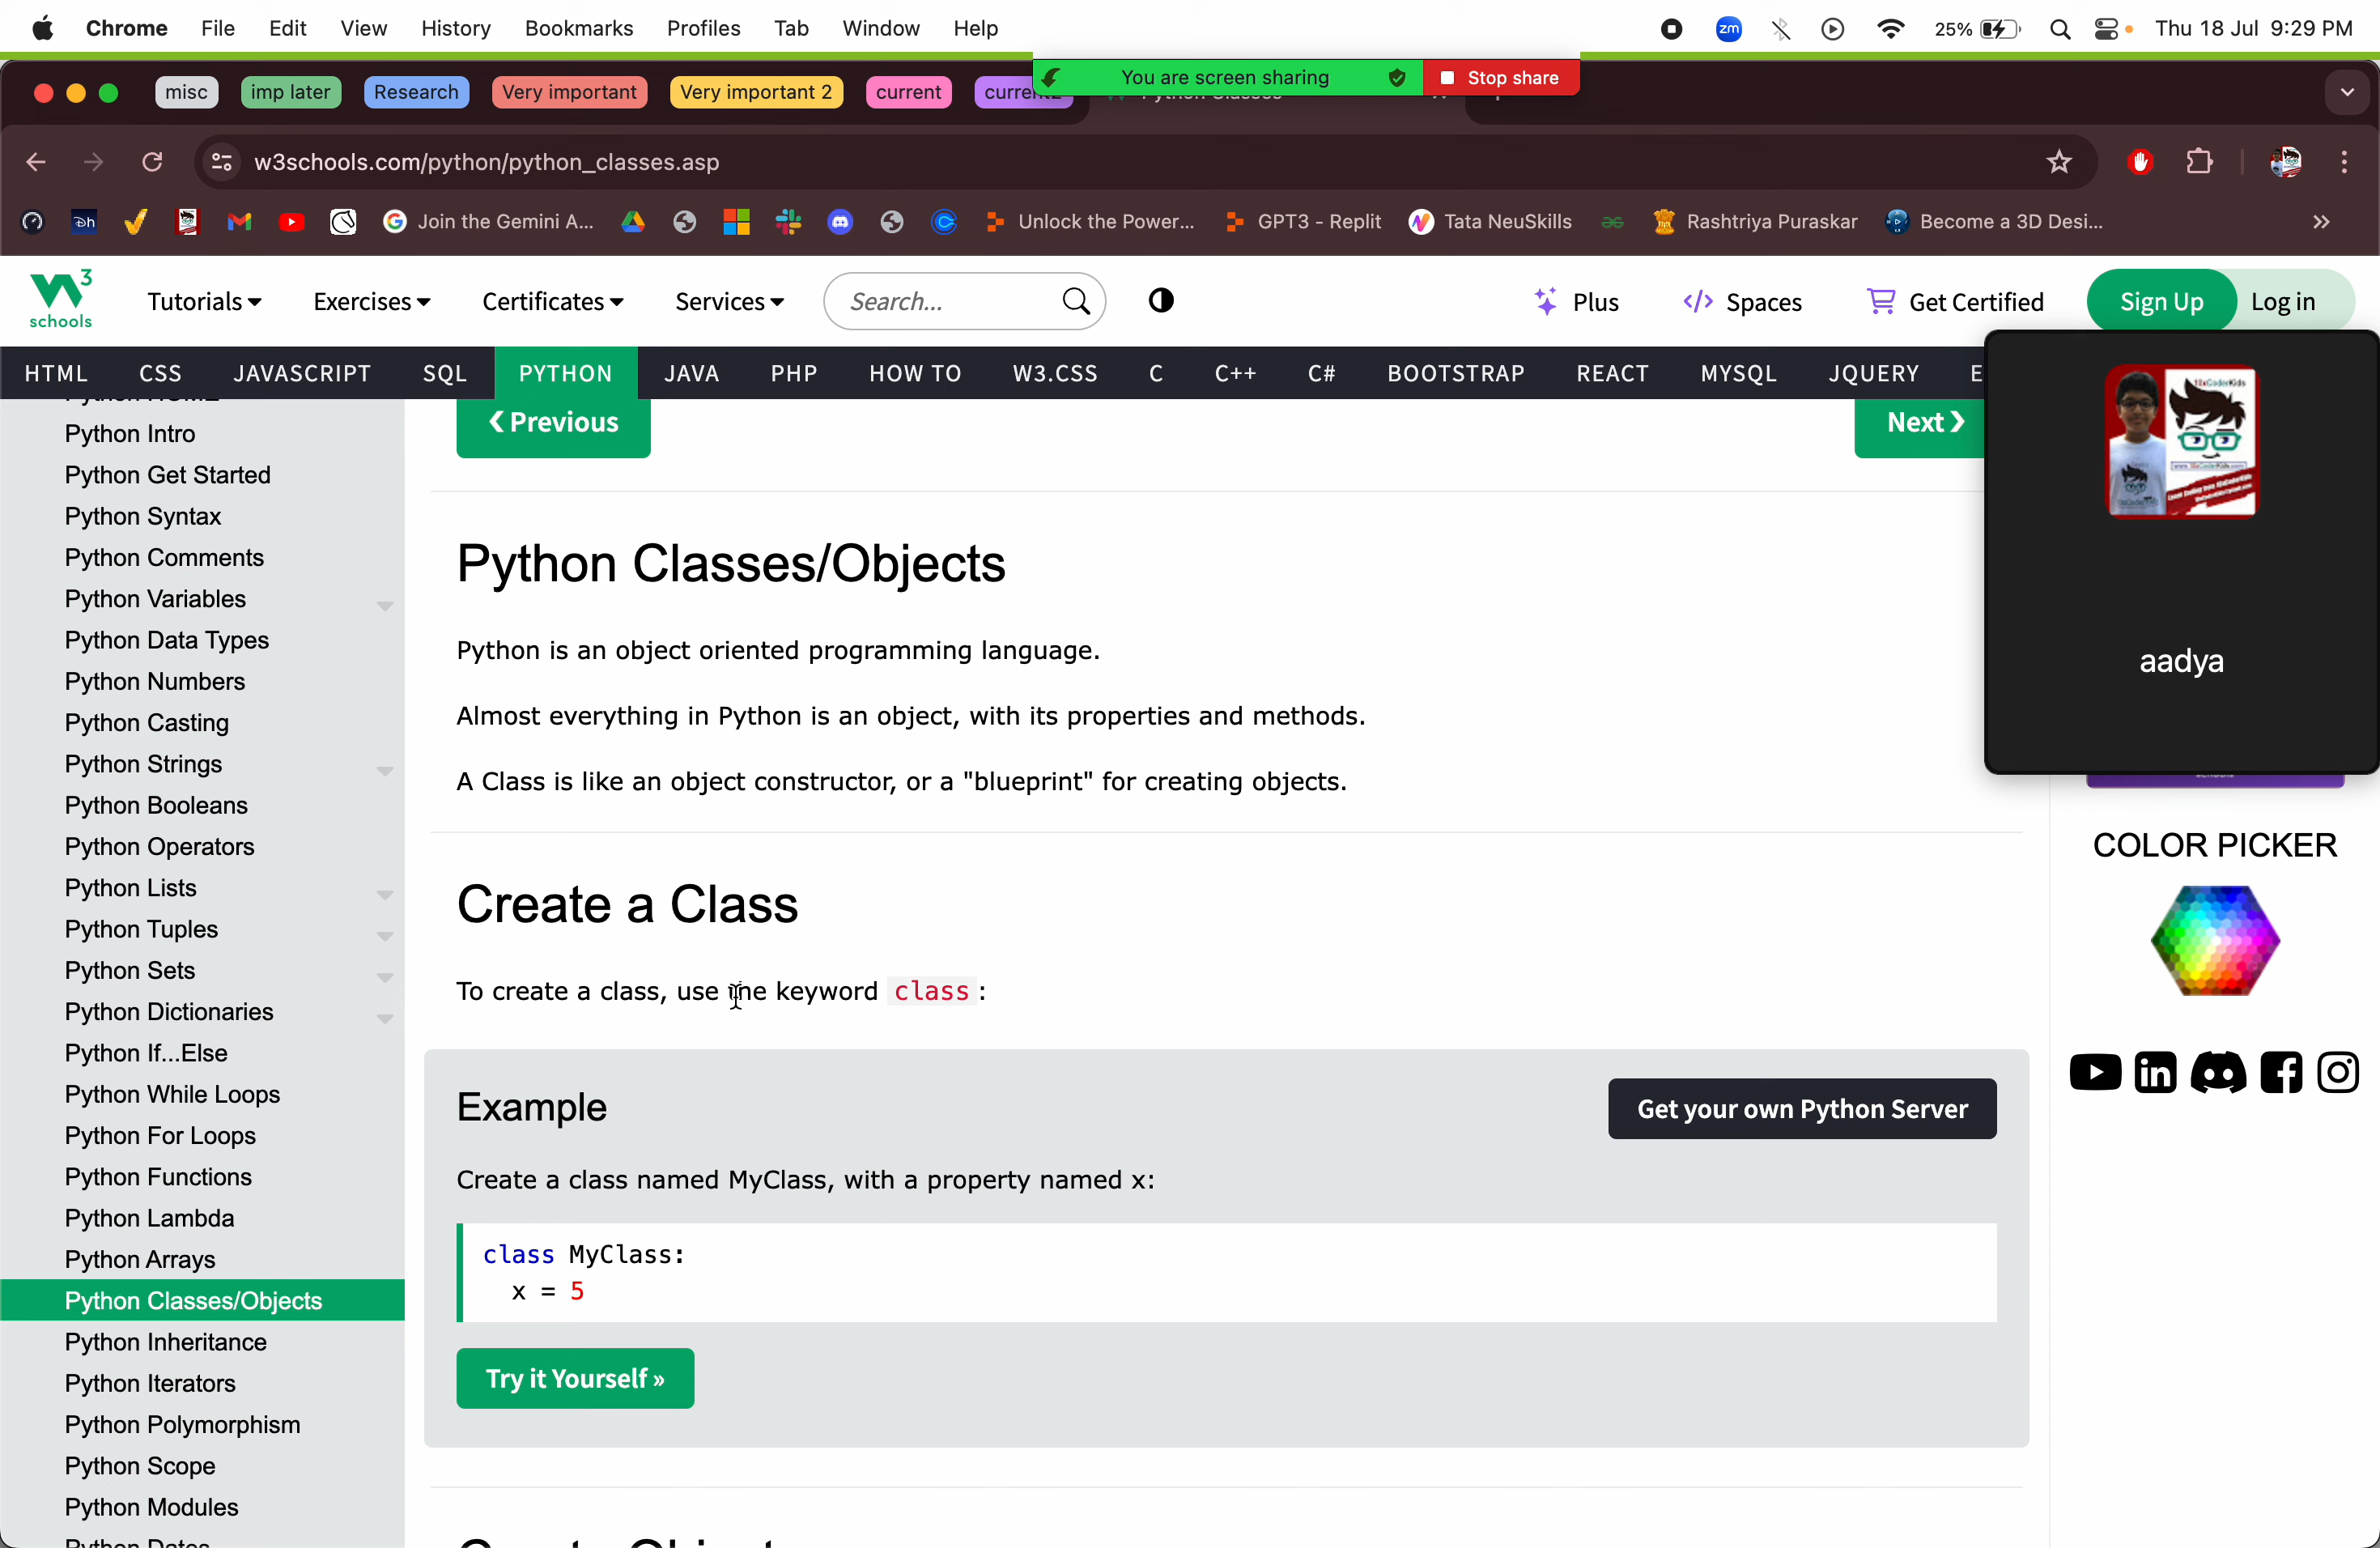 Chrome File Edit View History Bookmarks Profiles Tab Window Help zm 25% Thu 18 Jul 9:29 PM
misc imp later Research Very important Very important 2 current You are screen sharing Stop share
w3schools.com/python/python_classes.asp
Join the Gemini A... Unlock the Power... GPT3 - Replit Tata NeuSkills Rashtriya Puraskar Become a 3D Desi...
W3 schools Tutorials Exercises Certificates Services Search... Plus Spaces Get Certified Sign Up Log in
HTML CSS JAVASCRIPT SQL PYTHON JAVA PHP HOW TO W3.CSS C C++ C# BOOTSTRAP REACT MYSQL JQUERY
Python Intro
Python Get Started
Python Syntax
Python Comments
Python Variables
Python Data Types
Python Numbers
Python Casting
Python Strings
Python Booleans
Python Operators
Python Lists
Python Tuples
Python Sets
Python Dictionaries
Python If...Else
Python While Loops
Python For Loops
Python Functions
Python Lambda
Python Arrays
Python Classes/Objects
Python Inheritance
Python Iterators
Python Polymorphism
Python Scope
Python Modules
Python Dates
❮ Previous Next ❯
Python Classes/Objects
Python is an object oriented programming language.
Almost everything in Python is an object, with its properties and methods.
A Class is like an object constructor, or a "blueprint" for creating objects.
Create a Class
To create a class, use the keyword class:
Example Get your own Python Server
Create a class named MyClass, with a property named x:
class MyClass:
x = 5
Try it Yourself »
aadya
COLOR PICKER